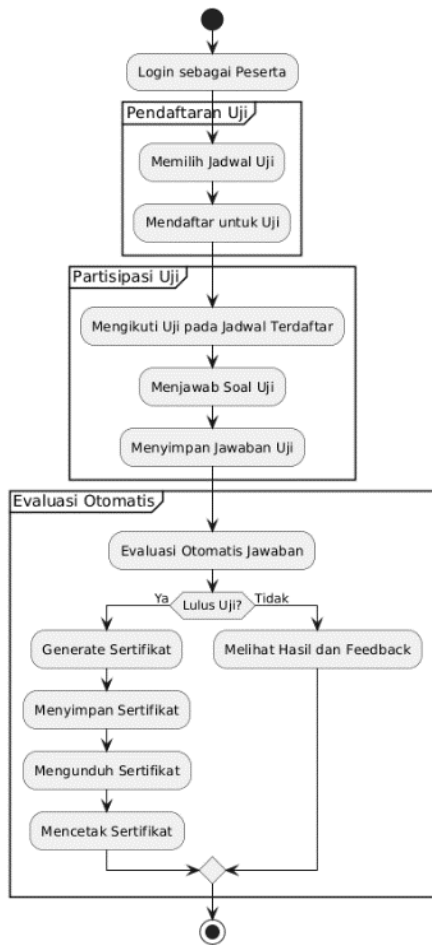 Login sebagai Peserta
Pendaftaran Uji
Memilih Jadwal Uji
Mendaftar untuk Uji
Partisipasi Uji
Mengikuti Uji pada Jadwal Terdaftar
Menjawab Soal Uji
Menyimpan Jawaban Uji
Evaluasi Otomatis
Evaluasi Otomatis Jawaban
Ya
Lulus Uji?
Tidak
Generate Sertifikat
Melihat Hasil dan Feedback
Menyimpan Sertifikat
Mengunduh Sertifikat
Mencetak Sertifikat